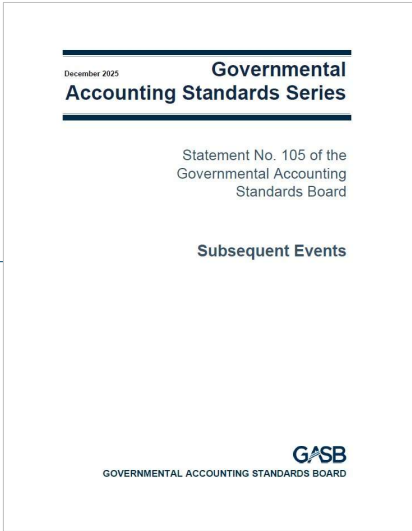 December 2025
Governmental
Accounting Standards Series
Statement No. 105 of the
Governmental Accounting
Standards Board
Subsequent Events
GASB
GOVERNMENTAL ACCOUNTING STANDARDS BOARD